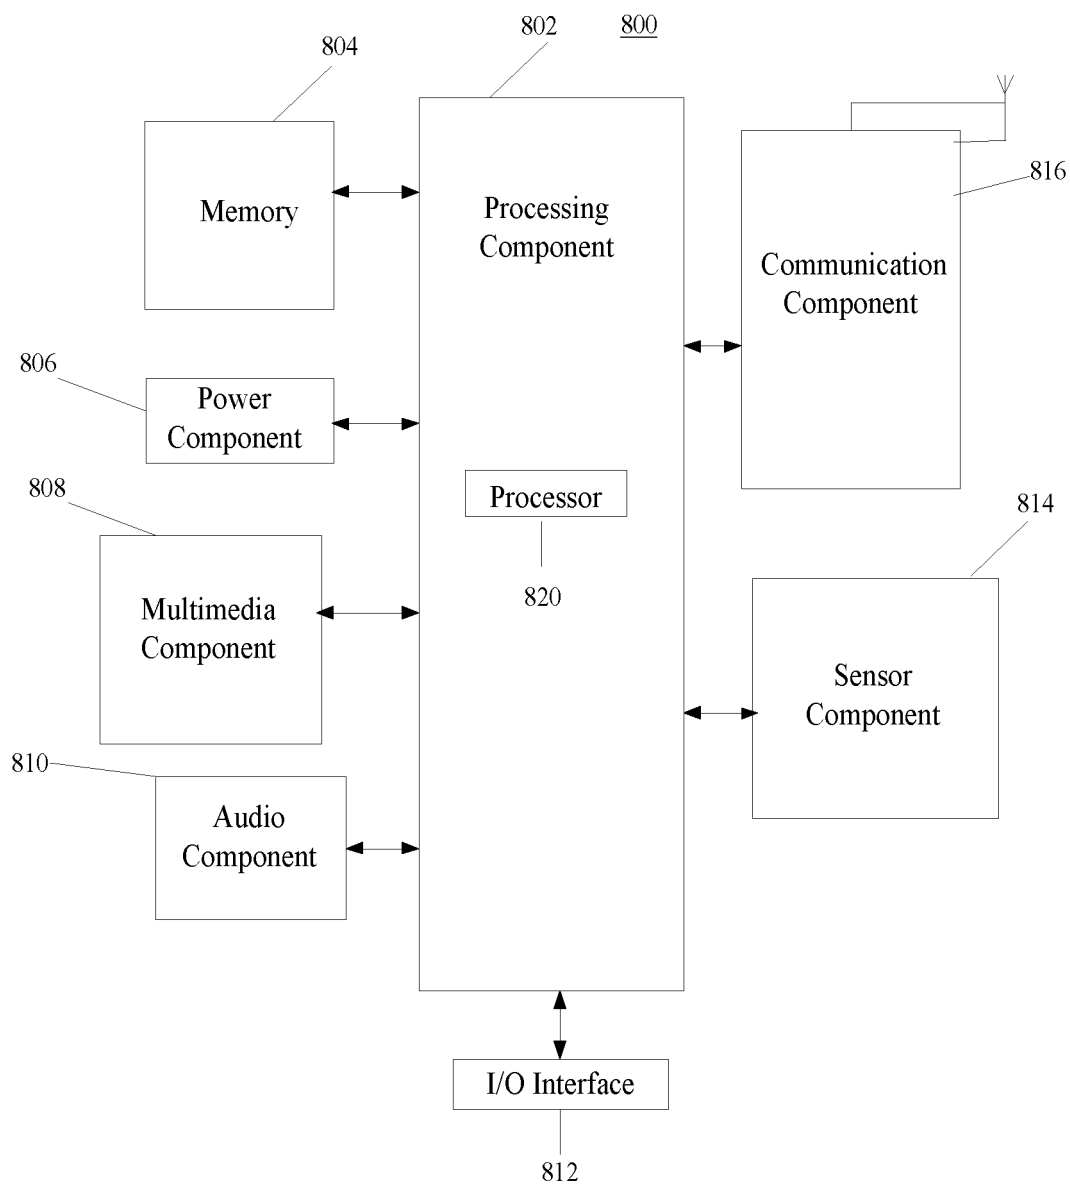 802
800
804
816
Memory
Processing
Component
Communication
Component
806
Power
Component
808
Processor
814
820
Multimedia
Component
Sensor
Component
810
Audio
Component
I/O Interface
812